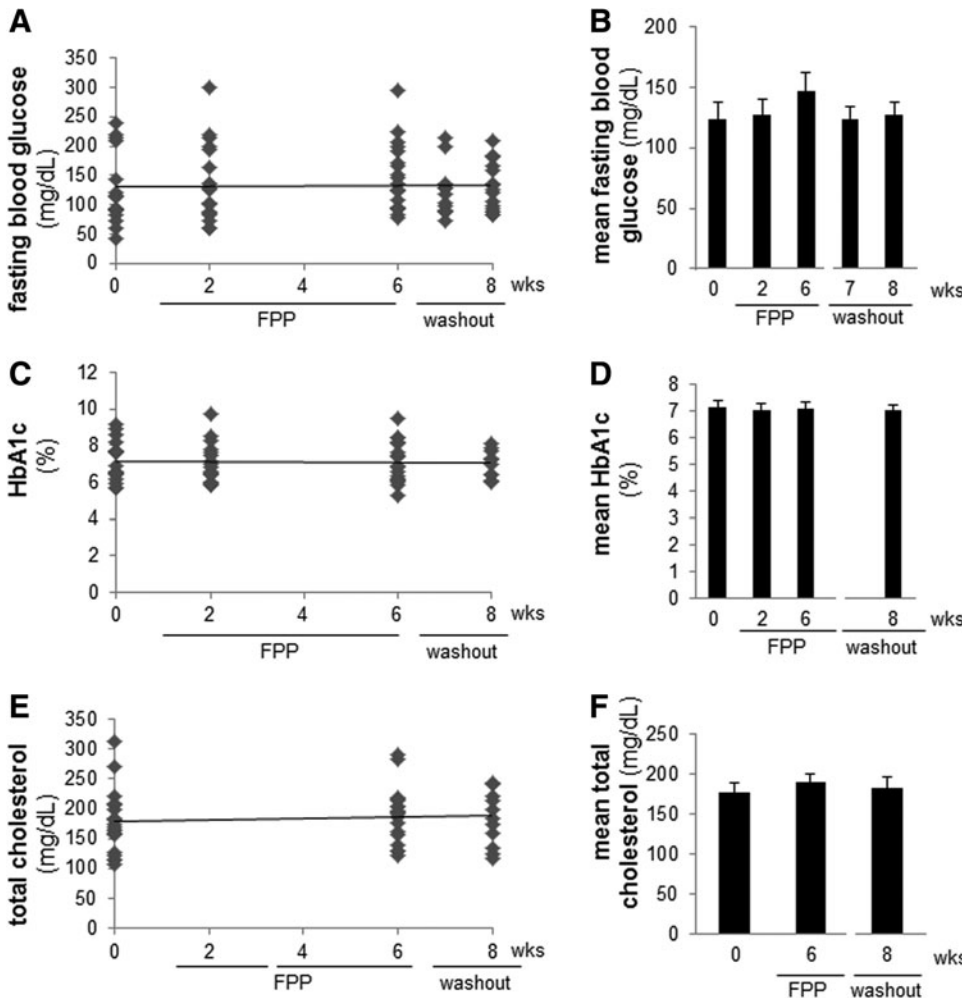 A
fasting blood glucose
(mg/dL)
350
300
250
200
150
100
50
0
0 2 4 6 8 wks
FPP washout
B
mean fasting blood
glucose (mg/dL)
200
150
100
50
0
0 2 6 7 8 wks
FPP washout
C
HbA1c
(%)
12
10
8
6
4
2
0
0 2 4 6 8 wks
FPP washout
D
mean HbA1c
(%)
8
7
6
5
4
3
2
1
0
0 2 6 8 wks
FPP washout
E
total cholesterol
(mg/dL)
350
300
250
200
150
100
50
0
0 2 4 6 8 wks
FPP washout
F
mean total
cholesterol (mg/dL)
250
200
150
100
50
0
0 6 8 wks
FPP washout